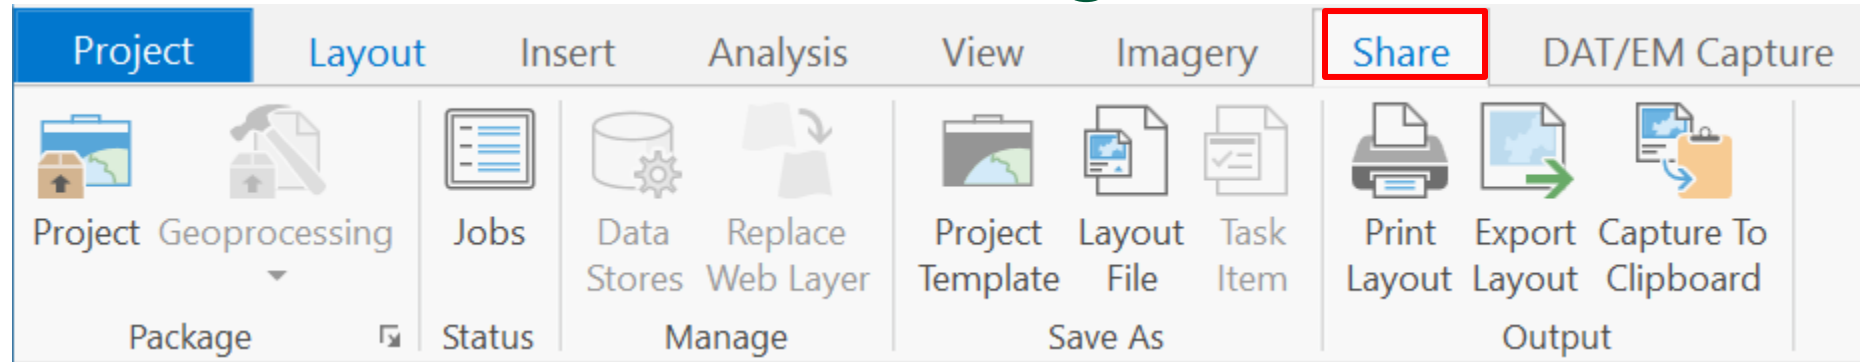 Project Layout Insert Analysis View Imagery Share DAT/EM Capture
Project Geoprocessing Jobs Data Replace Project Layout Task Print Export Capture To
Stores Web Layer Template File Item Layout Layout Clipboard
Package Status Manage Save As Output